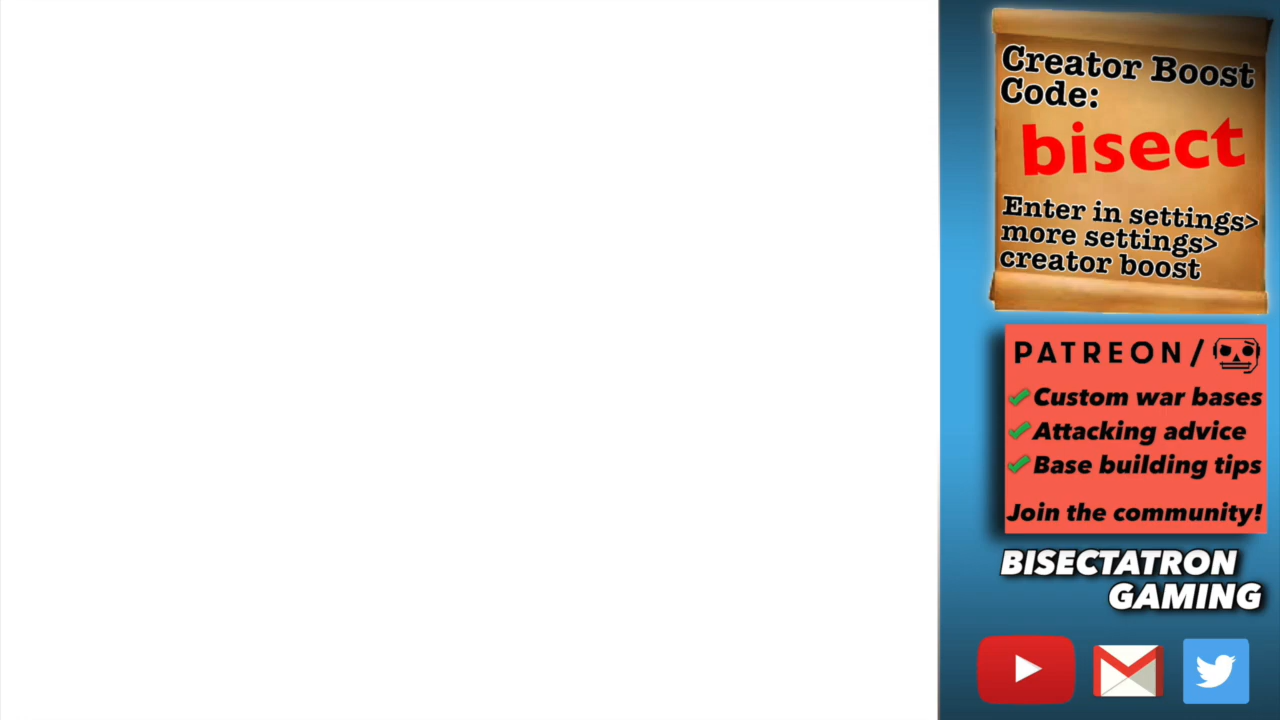 Creator Boost
Code:
bisect
Enter in settings>
more settings>
creator boost
PATREON/
Custom war bases
Attacking advice
Base building tips
Join the community!
BISECTATRON
GAMING